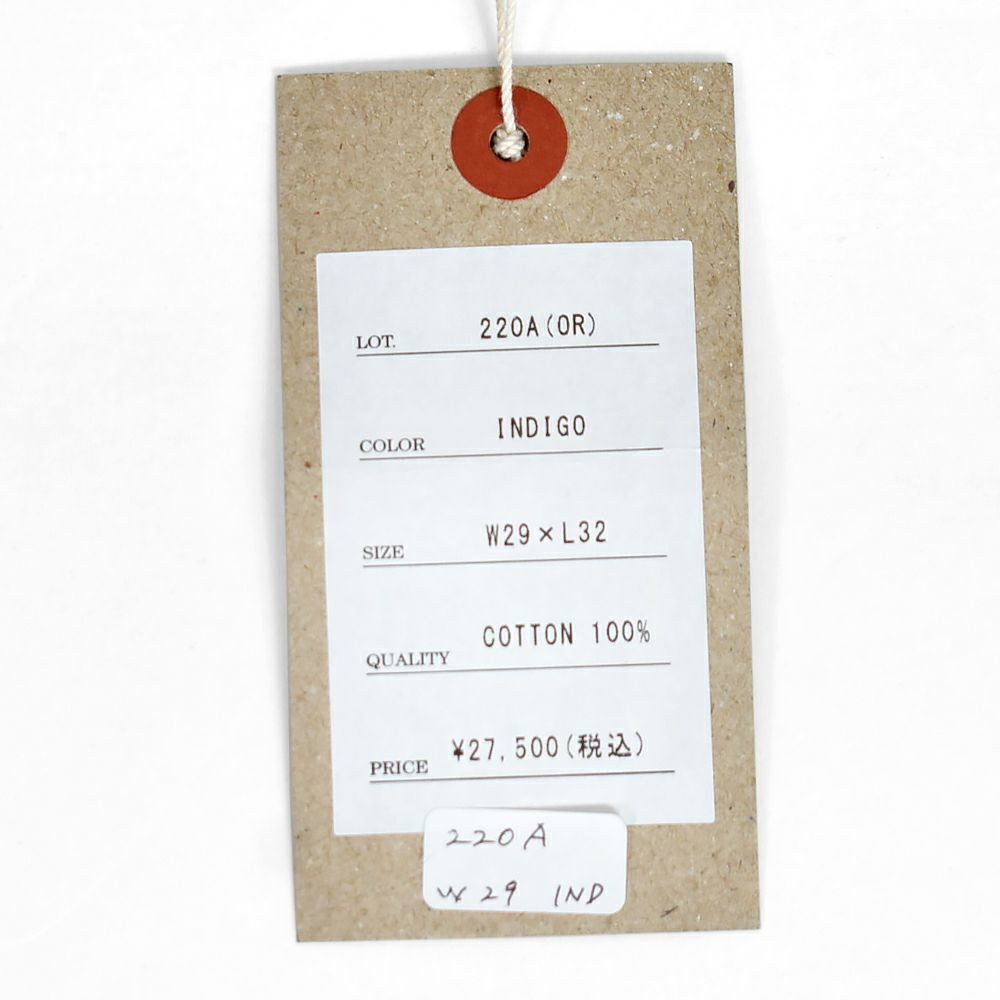 LOT. 220A(OR)
COLOR INDIGO
SIZE W29×L32
QUALITY COTTON 100%
PRICE ¥27,500(税込)
220A
W29 IND